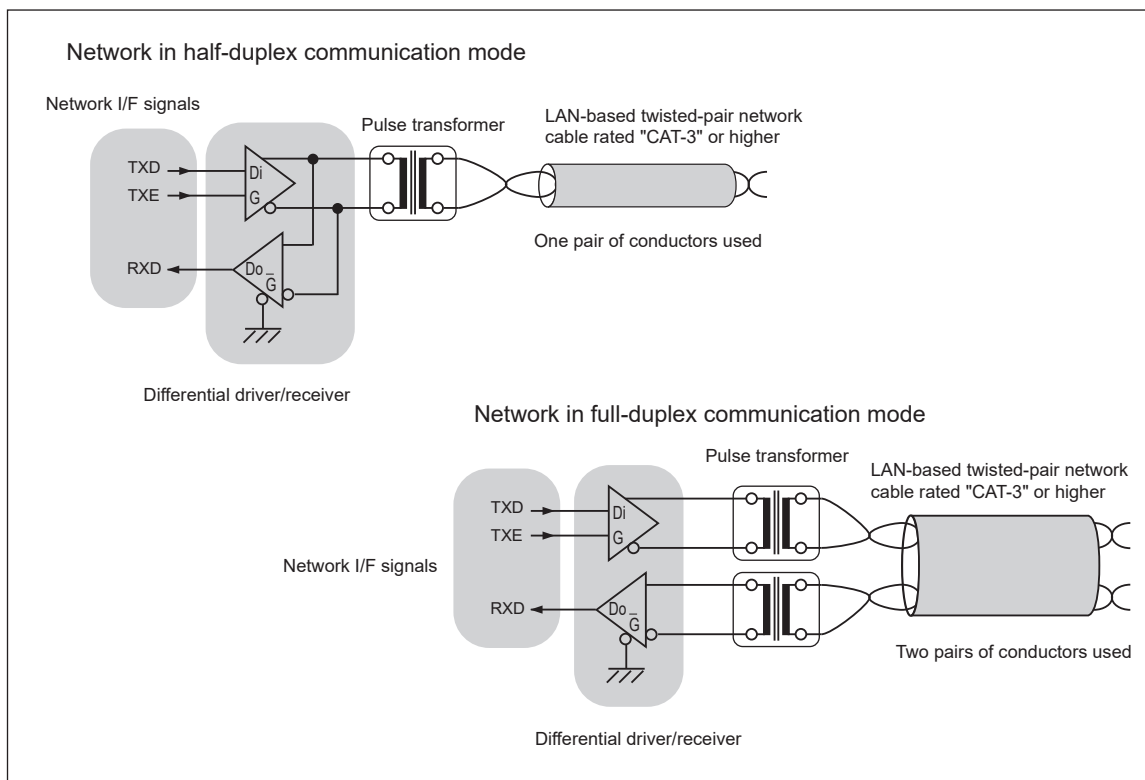 Network in half-duplex communication mode
Network I/F signals
Pulse transformer
LAN-based twisted-pair network
cable rated "CAT-3" or higher
TXD
Di
TXE
G
One pair of conductors used
RXD
Do
G̅
Differential driver/receiver
Network in full-duplex communication mode
Pulse transformer
LAN-based twisted-pair network
cable rated "CAT-3" or higher
TXD
Di
TXE
G
Network I/F signals
RXD
Do
G̅
Two pairs of conductors used
Differential driver/receiver